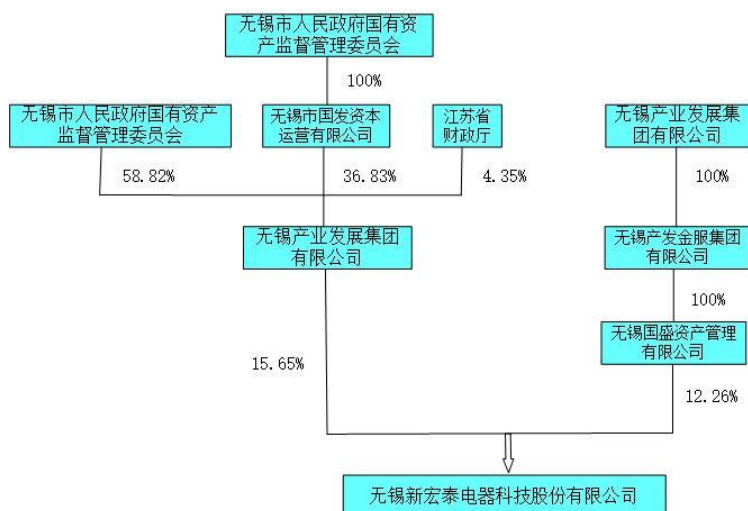 无锡市人民政府国有资
产监督管理委员会
100%
无锡市人民政府国有资产
监督管理委员会
无锡市国发资本
运营有限公司
江苏省
财政厅
无锡产业发展集
团有限公司
58.82%
36.83%
4.35%
100%
无锡产业发展集团
有限公司
无锡产发金服集团
有限公司
100%
无锡国盛资产管理
有限公司
15.65%
12.26%
无锡新宏泰电器科技股份有限公司